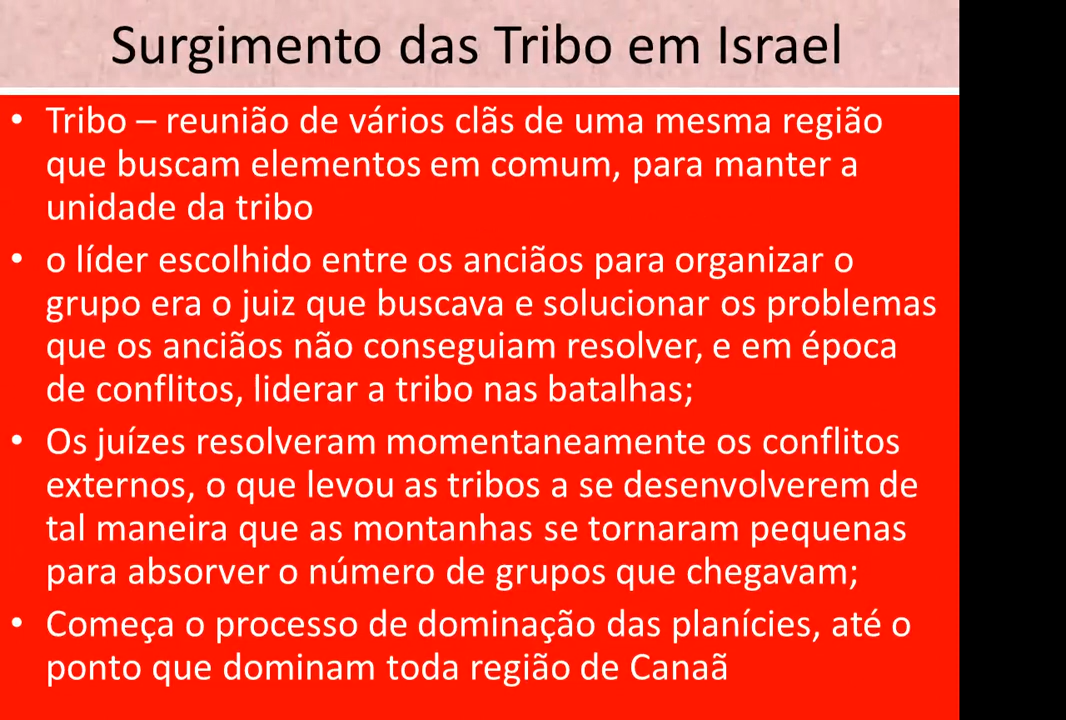 Surgimento das Tribo em Israel
• Tribo – reunião de vários clãs de uma mesma região
que buscam elementos em comum, para manter a
unidade da tribo
• o líder escolhido entre os anciãos para organizar o
grupo era o juiz que buscava e solucionar os problemas
que os anciãos não conseguiam resolver, e em época
de conflitos, liderar a tribo nas batalhas;
• Os juízes resolveram momentaneamente os conflitos
externos, o que levou as tribos a se desenvolverem de
tal maneira que as montanhas se tornaram pequenas
para absorver o número de grupos que chegavam;
• Começa o processo de dominação das planícies, até o
ponto que dominam toda região de Canaã